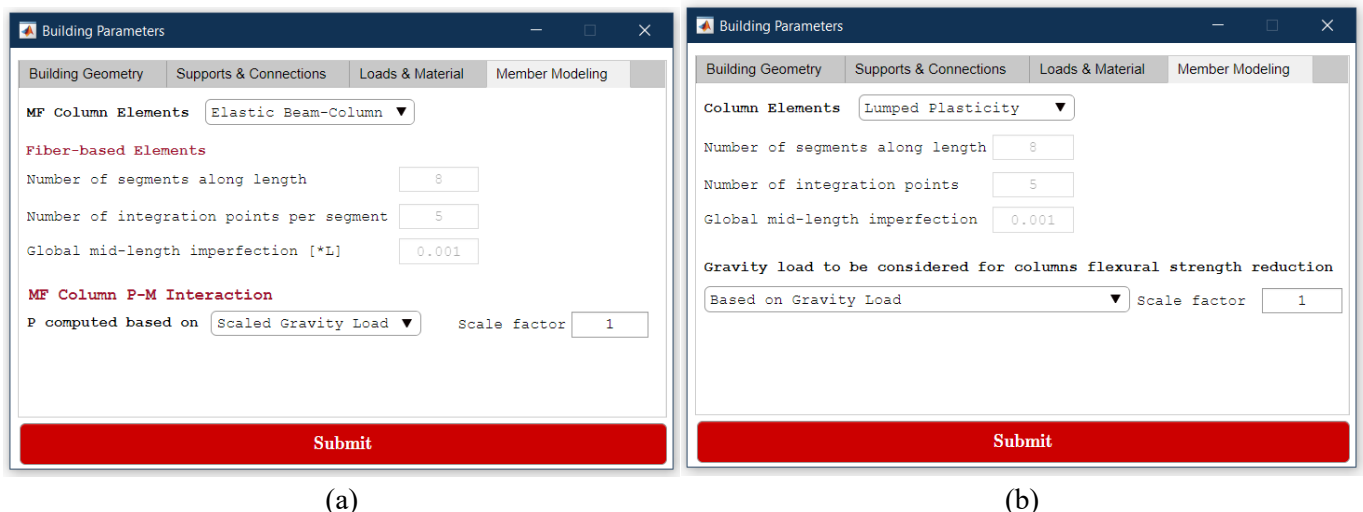 Building Parameters
Building Geometry Supports & Connections Loads & Material Member Modeling
MF Column Elements Elastic Beam-Column
Fiber-based Elements
Number of segments along length 8
Number of integration points per segment 5
Global mid-length imperfection [*L] 0.001
MF Column P-M Interaction
P computed based on Scaled Gravity Load Scale factor 1
Submit
(a)
Building Parameters
Building Geometry Supports & Connections Loads & Material Member Modeling
Column Elements Lumped Plasticity
Number of segments along length 8
Number of integration points 5
Global mid-length imperfection 0.001
Gravity load to be considered for columns flexural strength reduction
Based on Gravity Load Scale factor 1
Submit
(b)